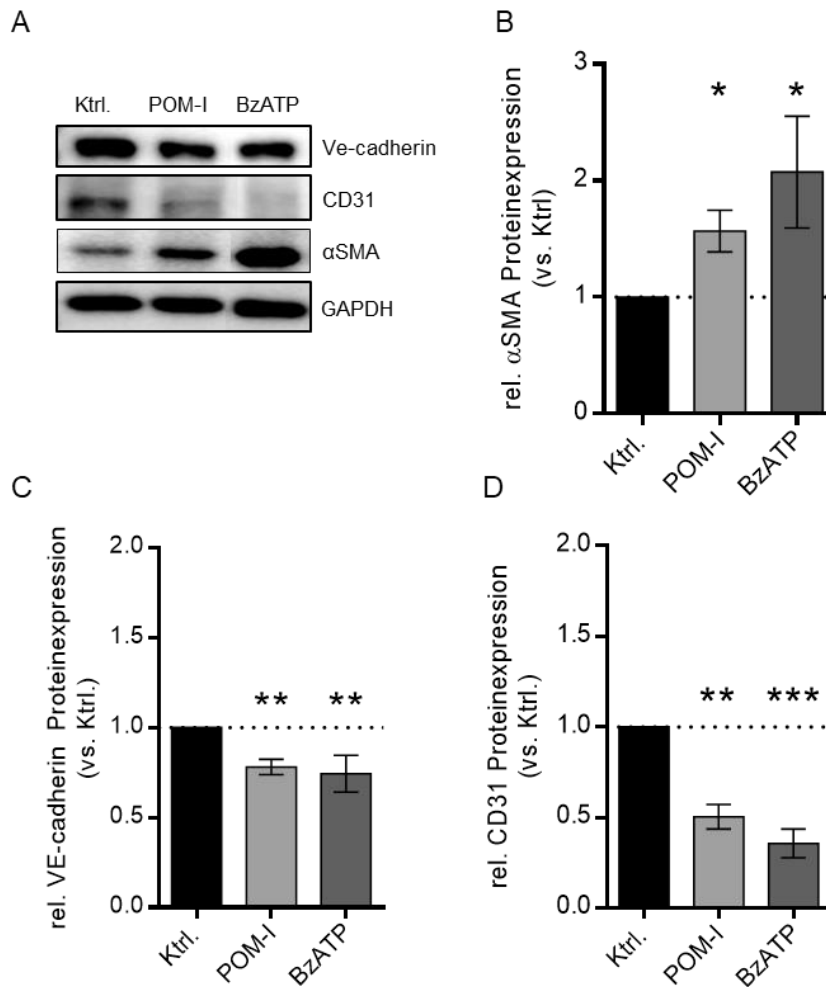 A
Ktrl. POM-I BzATP
Ve-cadherin
CD31
αSMA
GAPDH
B
rel. αSMA Proteinexpression
(vs. Ktrl)
3
2
1
0
* *
Ktrl.
POM-I
BzATP
C
rel. VE-cadherin Proteinexpression
(vs. Ktrl.)
2.0
1.5
1.0
0.5
0.0
** **
Ktrl.
POM-I
BzATP
D
rel. CD31 Proteinexpression
(vs. Ktrl.)
2.0
1.5
1.0
0.5
0.0
** ***
Ktrl.
POM-I
BzATP